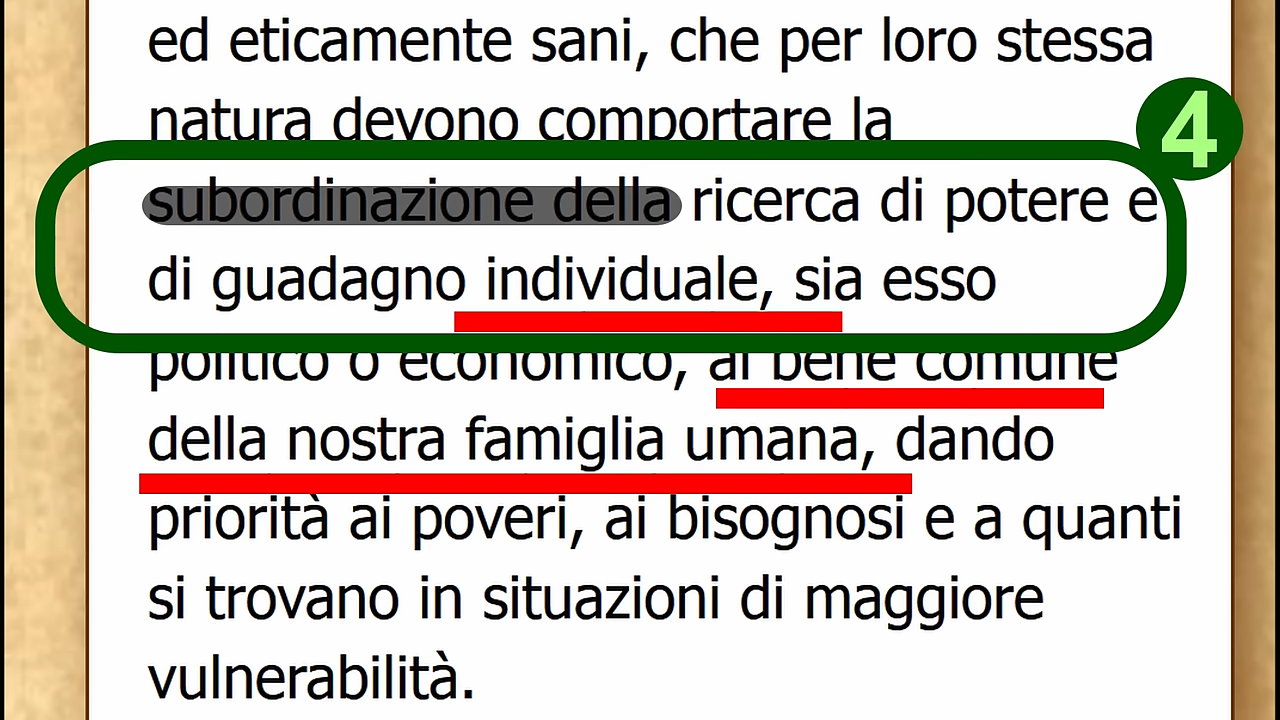 ed eticamente sani, che per loro stessa
natura devono comportare la
4
subordinazione della ricerca di potere e
di guadagno individuale, sia esso
politico o economico, al bene comune
della nostra famiglia umana, dando
priorità ai poveri, ai bisognosi e a quanti
si trovano in situazioni di maggiore
vulnerabilità.